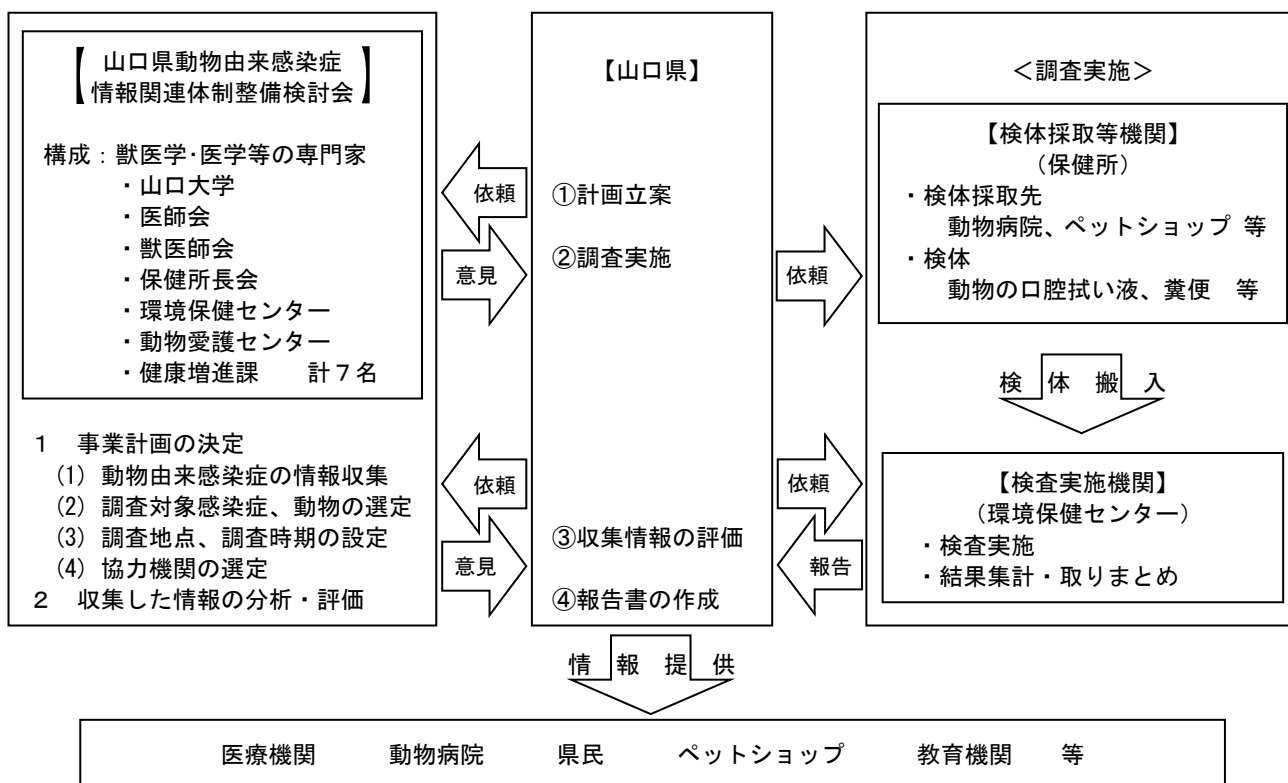 【山口県動物由来感染症
情報関連体制整備検討会】
構成：獣医学･医学等の専門家
・山口大学
・医師会
・獣医師会
・保健所長会
・環境保健センター
・動物愛護センター
・健康増進課　　計７名
１　事業計画の決定
(1) 動物由来感染症の情報収集
(2) 調査対象感染症、動物の選定
(3) 調査地点、調査時期の設定
(4) 協力機関の選定
２　収集した情報の分析・評価
依頼
意見
依頼
意見
【山口県】
①計画立案
②調査実施
③収集情報の評価
④報告書の作成
依頼
依頼
報告
＜調査実施＞
【検体採取等機関】
（保健所）
・検体採取先
動物病院、ペットショップ 等
・検体
動物の口腔拭い液、糞便　等
検　体　搬　入
【検査実施機関】
（環境保健センター）
・検査実施
・結果集計・取りまとめ
情　報　提　供
医療機関　　動物病院　　県民　　ペットショップ　　教育機関　　等